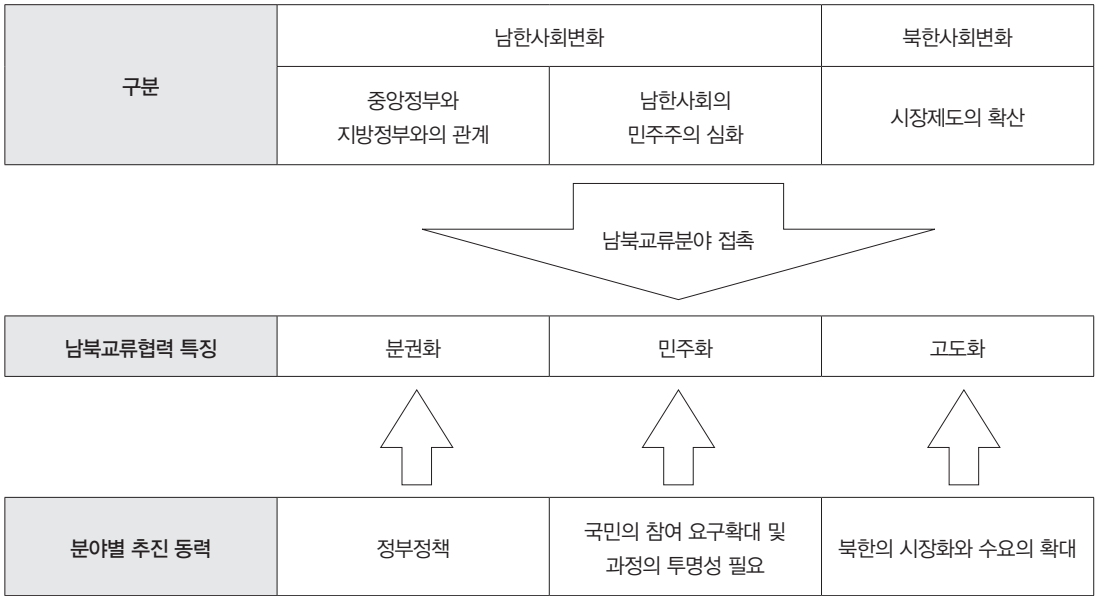 구분
남한사회변화
북한사회변화
중앙정부와
지방정부와의 관계
남한사회의
민주주의 심화
시장제도의 확산
남북교류분야 접촉
남북교류협력 특징
분권화
민주화
고도화
분야별 추진 동력
정부정책
국민의 참여 요구확대 및
과정의 투명성 필요
북한의 시장화와 수요의 확대